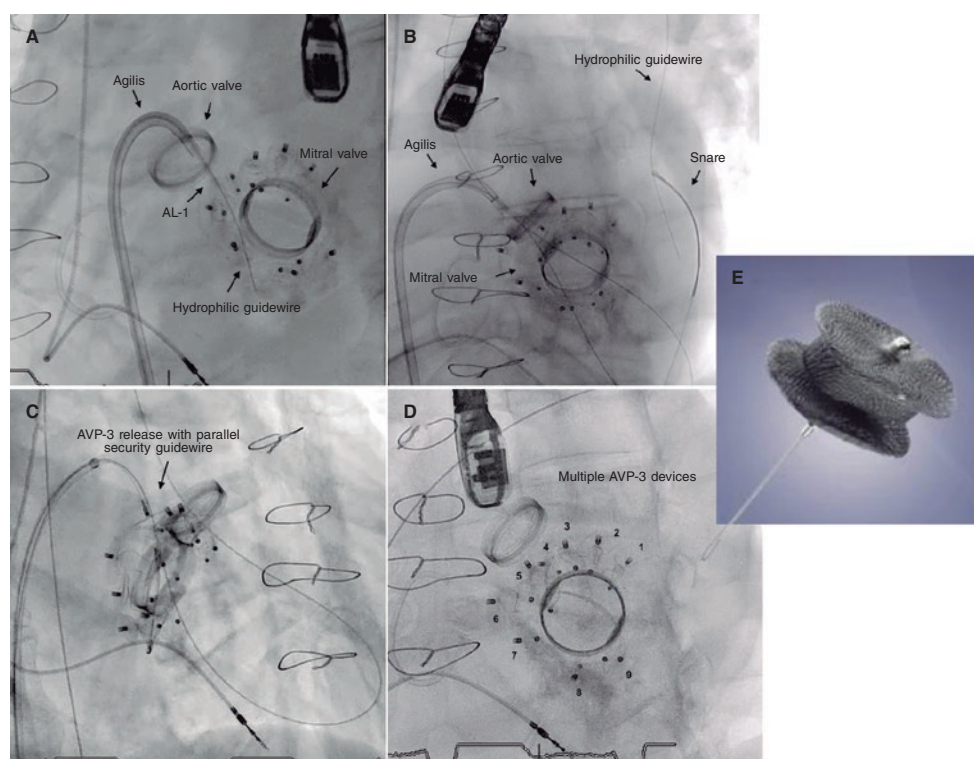 A
Agilis
Aortic valve
Mitral valve
AL-1
Hydrophilic guidewire
B
Hydrophilic guidewire
Agilis
Aortic valve
Snare
Mitral valve
E
C
AVP-3 release with parallel
security guidewire
D
Multiple AVP-3 devices
3
2
1
4
5
6
7
9
8